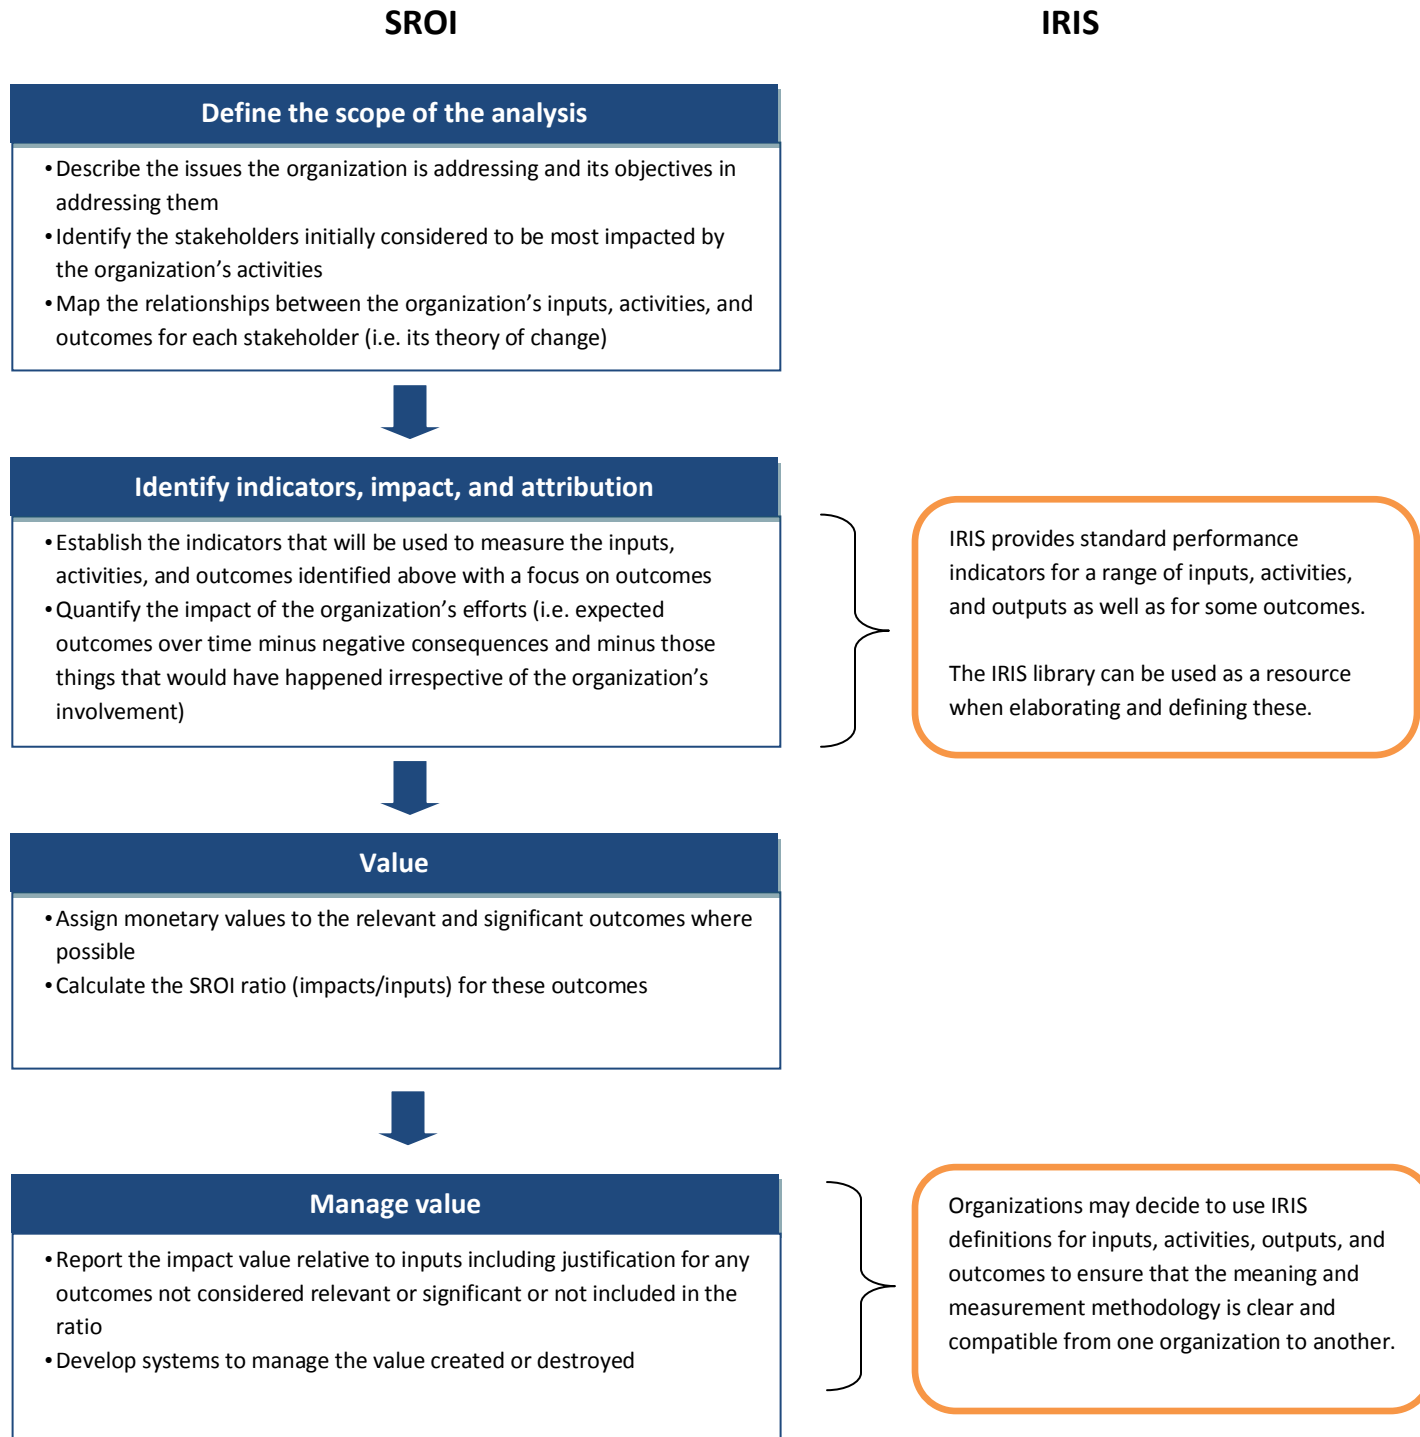 SROI
IRIS
Define the scope of the analysis
•Describe the issues the organization is addressing and its objectives in
addressing them
•Identify the stakeholders initially considered to be most impacted by
the organization’s activities
•Map the relationships between the organization’s inputs, activities, and
outcomes for each stakeholder (i.e. its theory of change)
Identify indicators, impact, and attribution
•Establish the indicators that will be used to measure the inputs,
activities, and outcomes identified above with a focus on outcomes
•Quantify the impact of the organization’s efforts (i.e. expected
outcomes over time minus negative consequences and minus those
things that would have happened irrespective of the organization’s
involvement)
IRIS provides standard performance
indicators for a range of inputs, activities,
and outputs as well as for some outcomes.
The IRIS library can be used as a resource
when elaborating and defining these.
Value
•Assign monetary values to the relevant and significant outcomes where
possible
•Calculate the SROI ratio (impacts/inputs) for these outcomes
Manage value
•Report the impact value relative to inputs including justification for any
outcomes not considered relevant or significant or not included in the
ratio
•Develop systems to manage the value created or destroyed
Organizations may decide to use IRIS
definitions for inputs, activities, outputs, and
outcomes to ensure that the meaning and
measurement methodology is clear and
compatible from one organization to another.